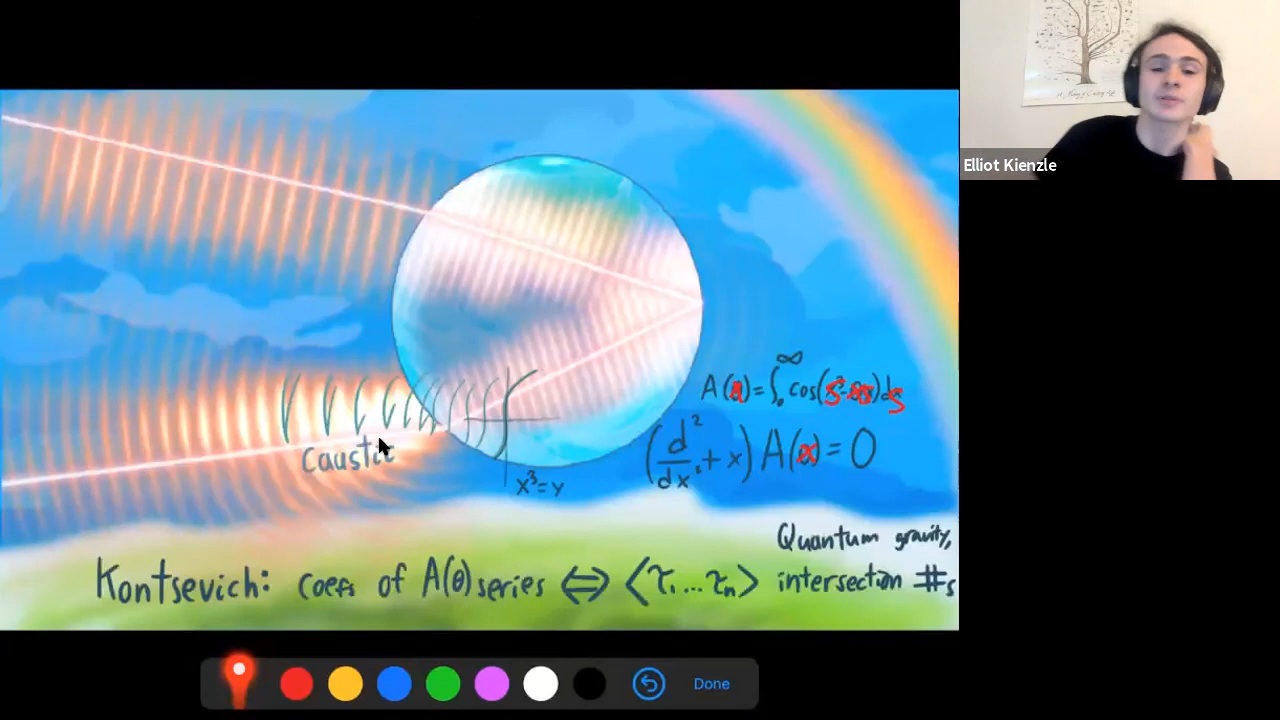 Elliot Kienzle
A(x)=∫₀^∞ cos( )ds
(d²/dx²+x)A(x)=0
Caustic
x³=y
Quantum gravity,
Kontsevich: coefs of A(θ) series ⇔ ⟨τ₁...τₙ⟩ intersection #s
Done